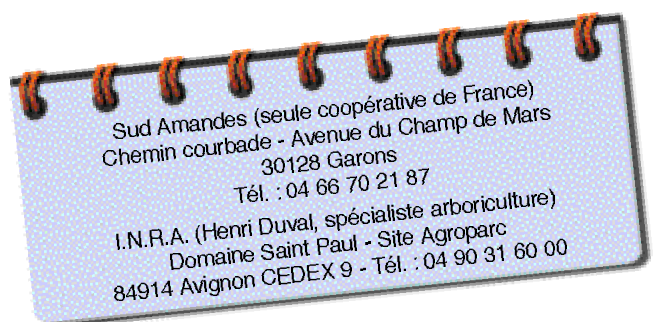 Sud Amandes (seule coopérative de France)
Chemin courbade - Avenue du Champ de Mars
30128 Garons
Tél. : 04 66 70 21 87
I.N.R.A. (Henri Duval, spécialiste arboriculture)
Domaine Saint Paul - Site Agroparc
84914 Avignon CEDEX 9 - Tél. : 04 90 31 60 00